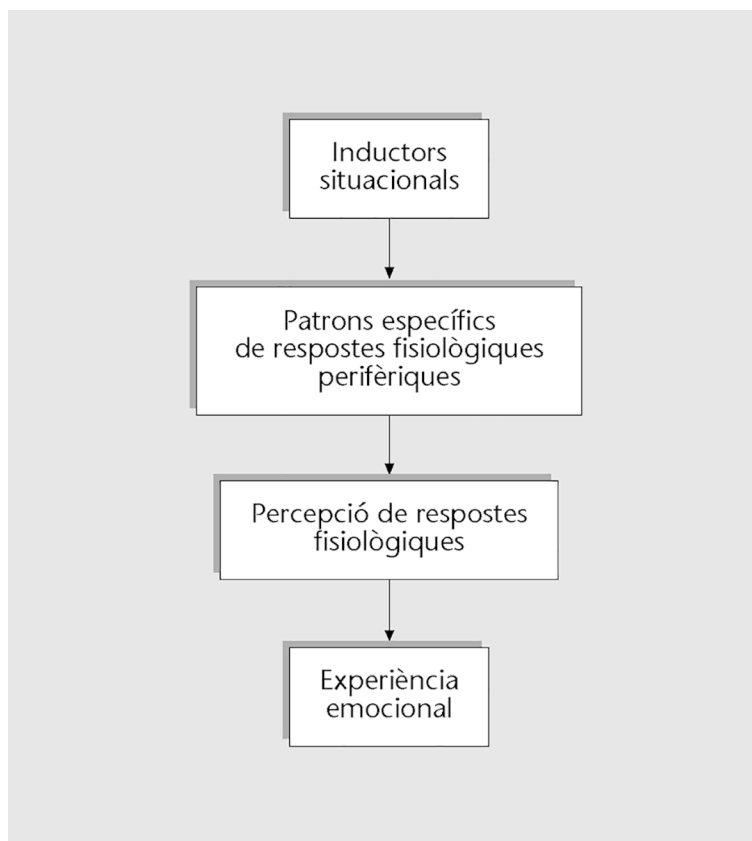 Inductors
situacionals
Patrons específics
de respostes fisiològiques
perifèriques
Percepció de respostes
fisiològiques
Experiència
emocional